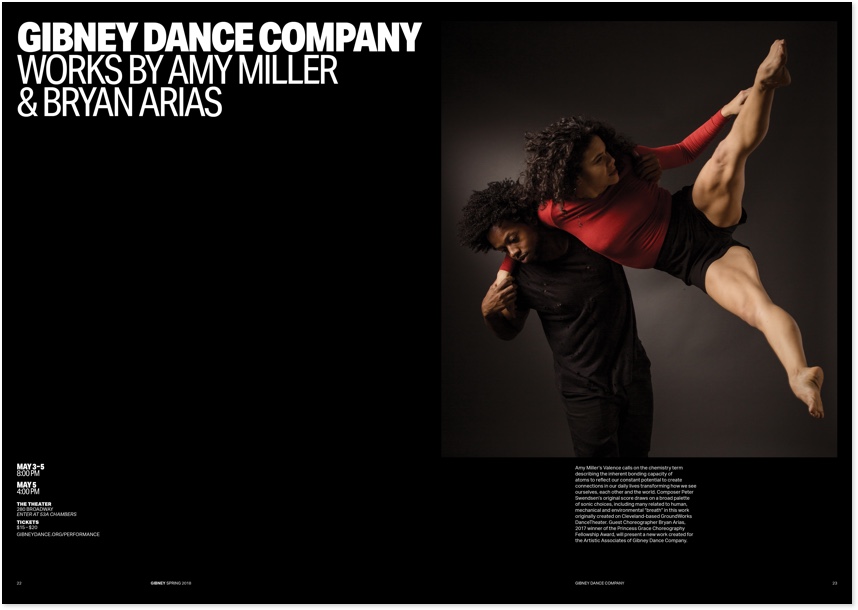 GIBNEY DANCE COMPANY
WORKS BY AMY MILLER
& BRYAN ARIAS
MAY 3–5
8:00 PM
MAY 5
4:00 PM
THE THEATER
280 BROADWAY
ENTER AT 53A CHAMBERS
TICKETS
$15 – $20
GIBNEYDANCE.ORG/PERFORMANCE
Amy Miller's Valence calls on the chemistry term
describing the inherent bonding capacity of
atoms to reflect our constant potential to create
connections in our daily lives transforming how we see
ourselves, each other and the world. Composer Peter
Swendsen's original score draws on a broad palette
of sonic choices, including many related to human,
mechanical and environmental "breath" in this work
originally created on Cleveland-based GroundWorks
DanceTheater. Guest Choreographer Bryan Arias,
2017 winner of the Princess Grace Choreography
Fellowship Award, will present a new work created for
the Artistic Associates of Gibney Dance Company.
22
GIBNEY SPRING 2018
GIBNEY DANCE COMPANY
23